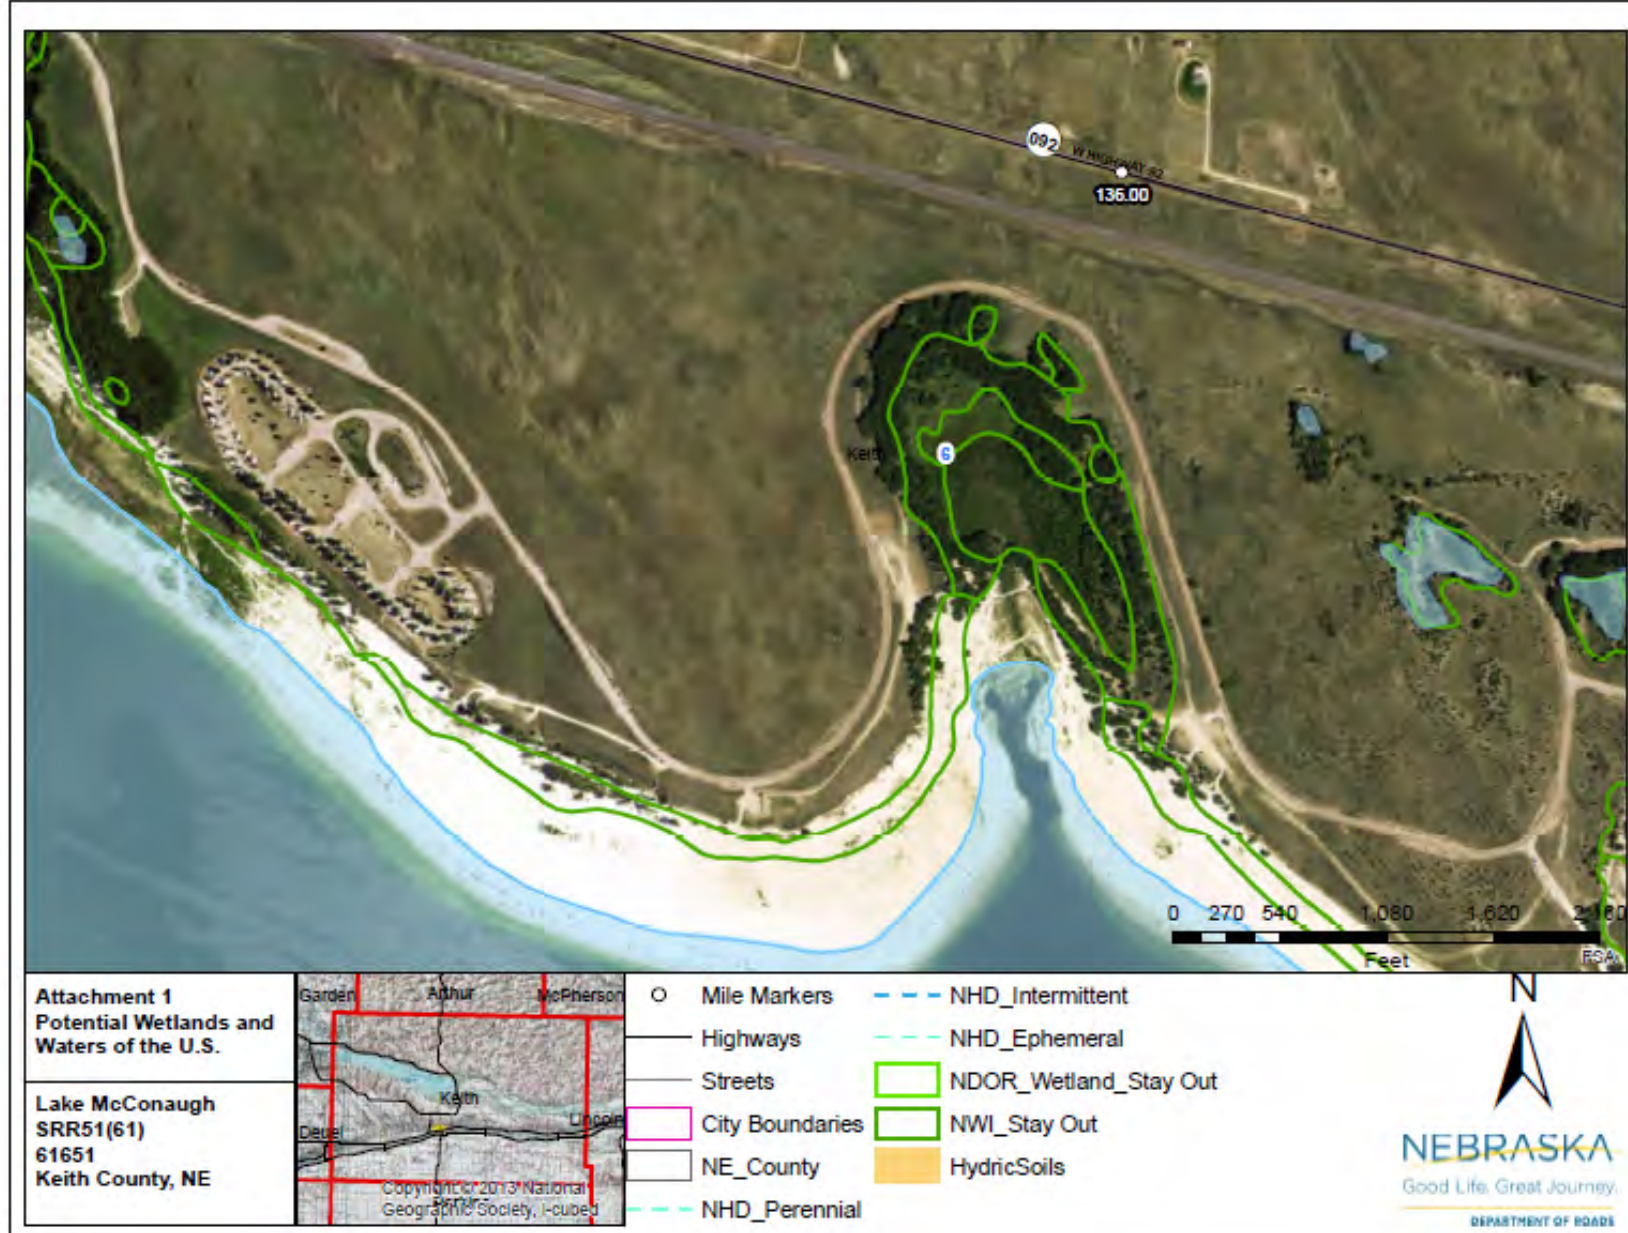 092
W HIGHWAY 92
136.00
Keith
6
0 270 540 1,080 1,620 2,160
Feet
FSA
Attachment 1
Potential Wetlands and
Waters of the U.S.
Lake McConaugh
SRR51(61)
61651
Keith County, NE
Garden
Arthur
McPherson
Keith
Deuel
Lincoln
Copyright:© 2013 National
Geographic Society, i-cubed
Mile Markers
Highways
Streets
City Boundaries
NE_County
NHD_Perennial
NHD_Intermittent
NHD_Ephemeral
NDOR_Wetland_Stay Out
NWI_Stay Out
HydricSoils
N
NEBRASKA
Good Life. Great Journey.
DEPARTMENT OF ROADS